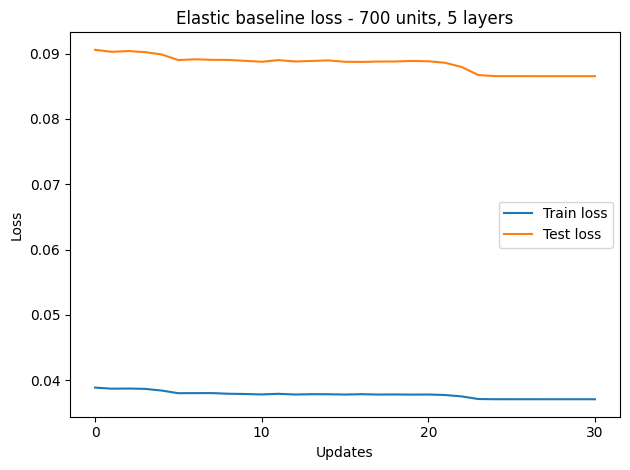 Elastic baseline loss - 700 units, 5 layers
0.09
0.08
0.07
0.06
0.05
0.04
Loss
Train loss
Test loss
0
10
20
30
Updates